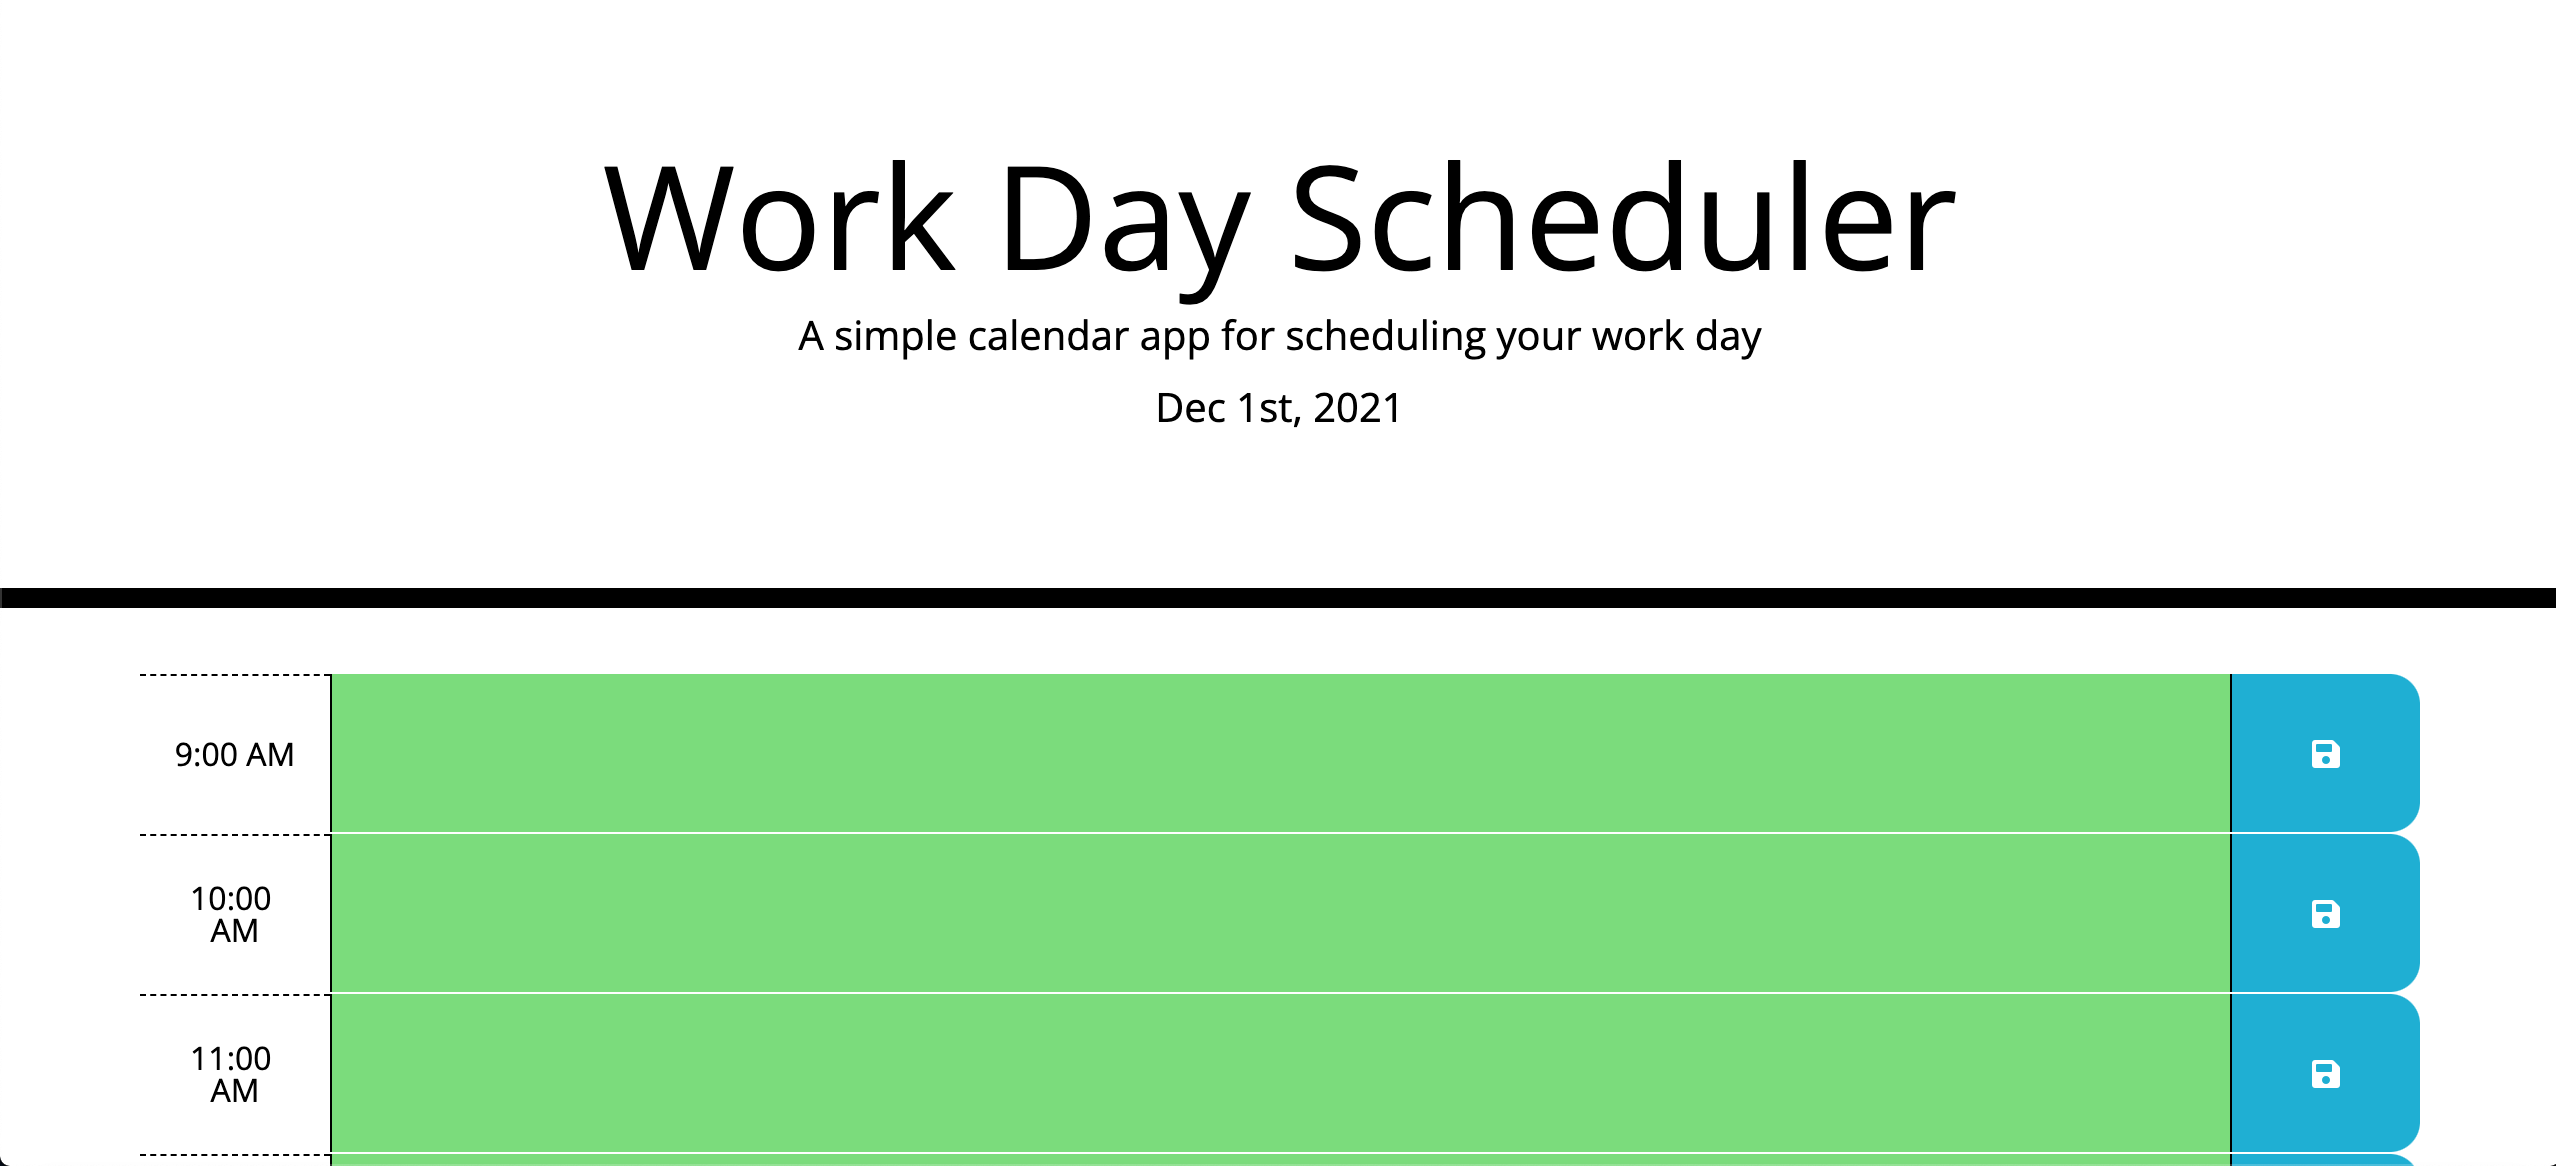 Work Day Scheduler
A simple calendar app for scheduling your work day
Dec 1st, 2021
9:00 AM
10:00
AM
11:00
AM